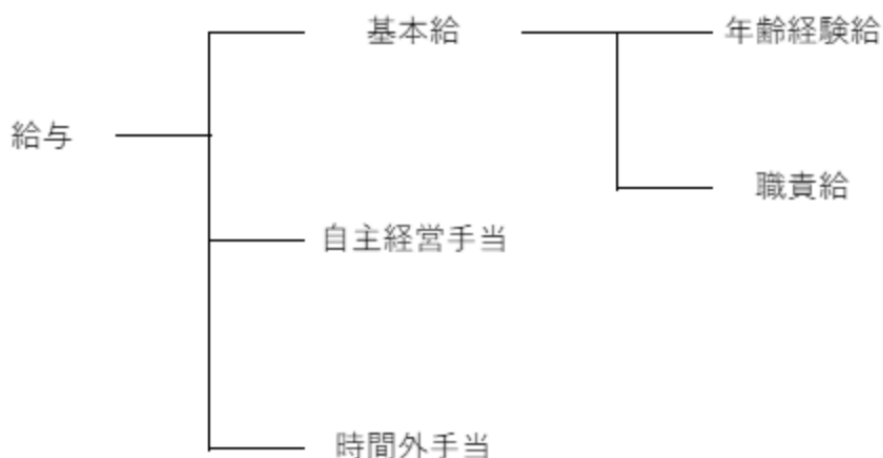 基本給
年齢経験給
給与
職責給
自主経営手当
時間外手当